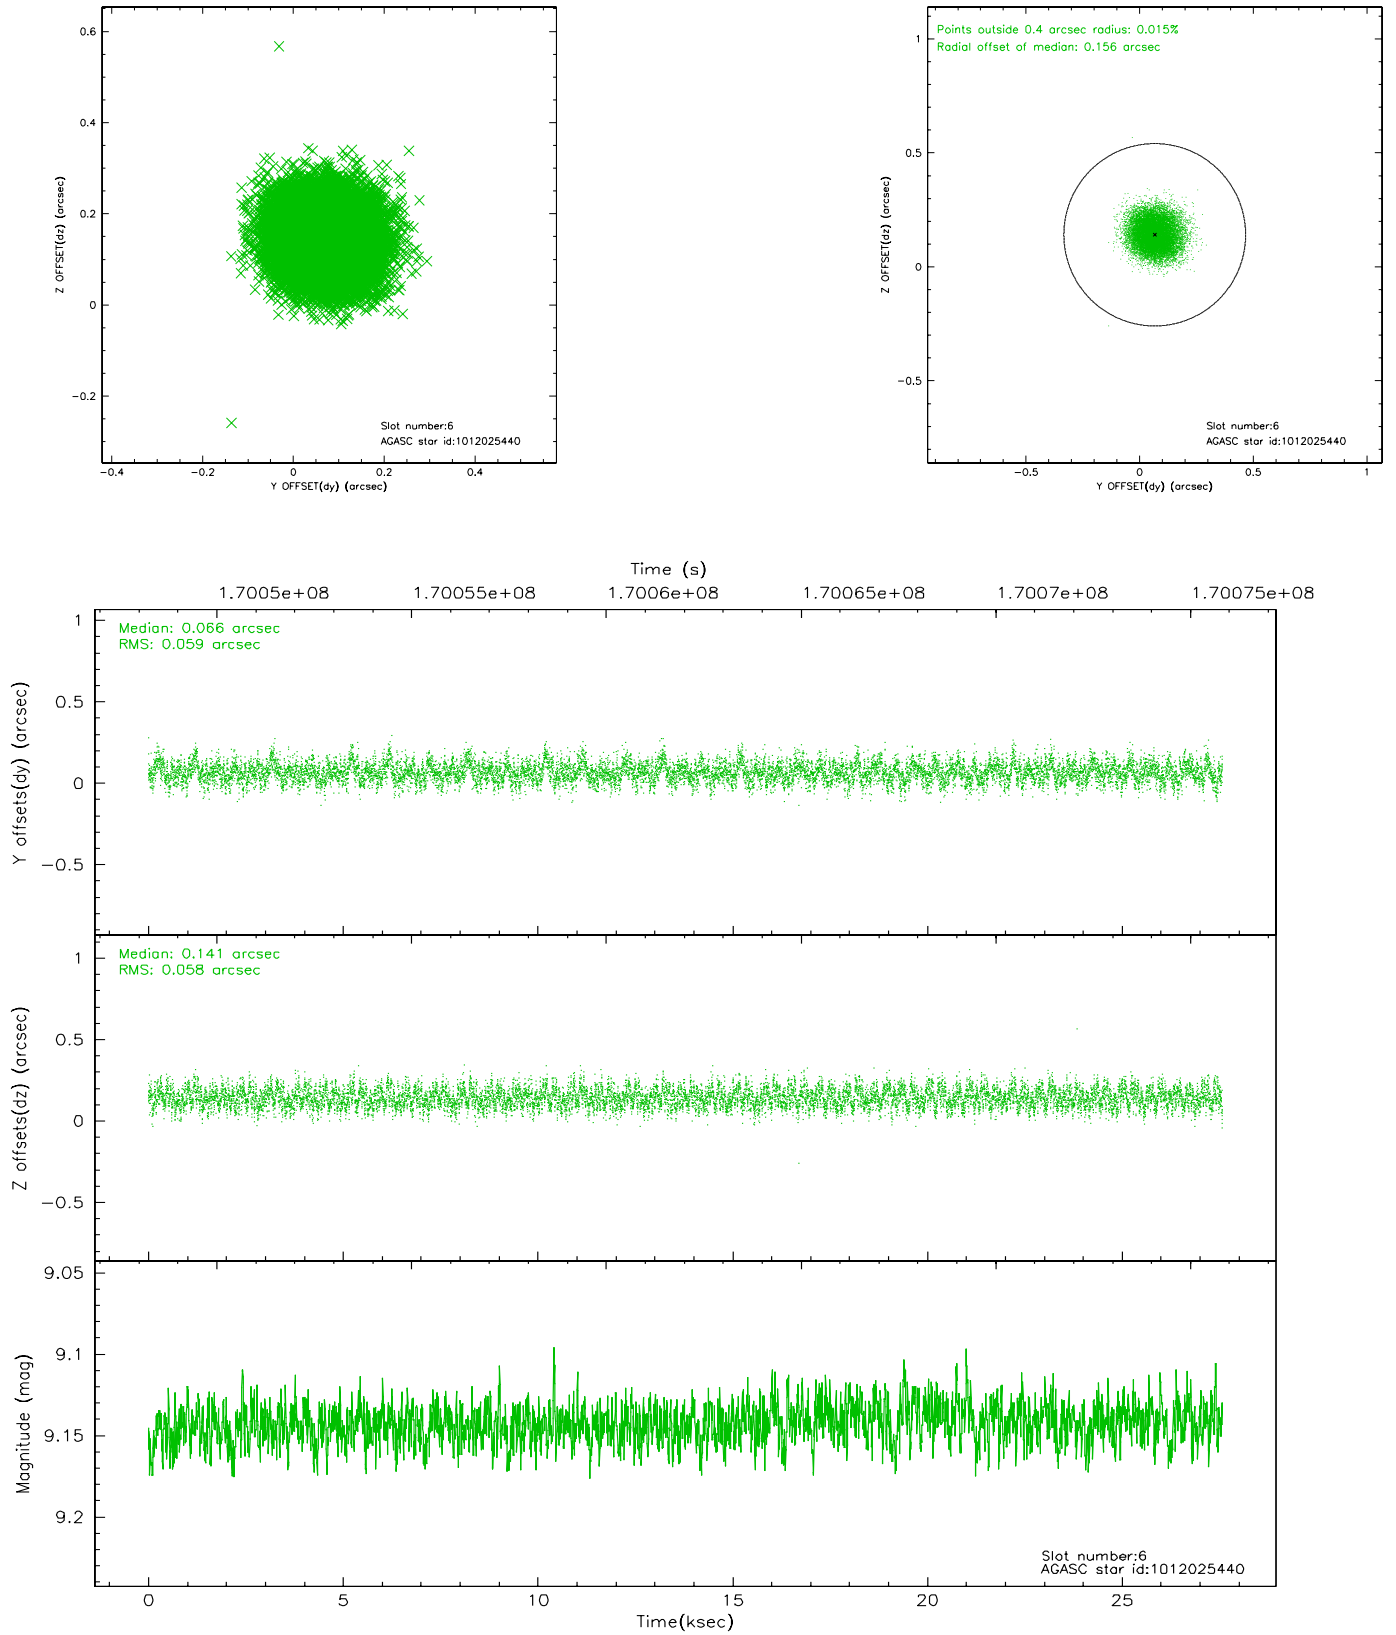 0.6
0.4
0.2
0
−0.2
Z OFFSET(dz) (arcsec)
Slot number:6
AGASC star id:1012025440
−0.4 −0.2 0 0.2 0.4
Y OFFSET(dy) (arcsec)
Points outside 0.4 arcsec radius: 0.015%
Radial offset of median: 0.156 arcsec
1
0.5
0
−0.5
Z OFFSET(dz) (arcsec)
Slot number:6
AGASC star id:1012025440
−0.5 0 0.5 1
Y OFFSET(dy) (arcsec)
Time (s)
1.7005e+08 1.70055e+08 1.7006e+08 1.70065e+08 1.7007e+08 1.70075e+08
Median: 0.066 arcsec
RMS: 0.059 arcsec
1
0.5
0
−0.5
Y offsets(dy) (arcsec)
Median: 0.141 arcsec
RMS: 0.058 arcsec
1
0.5
0
−0.5
Z offsets(dz) (arcsec)
9.05
9.1
9.15
9.2
Magnitude (mag)
Slot number:6
AGASC star id:1012025440
0 5 10 15 20 25
Time(ksec)